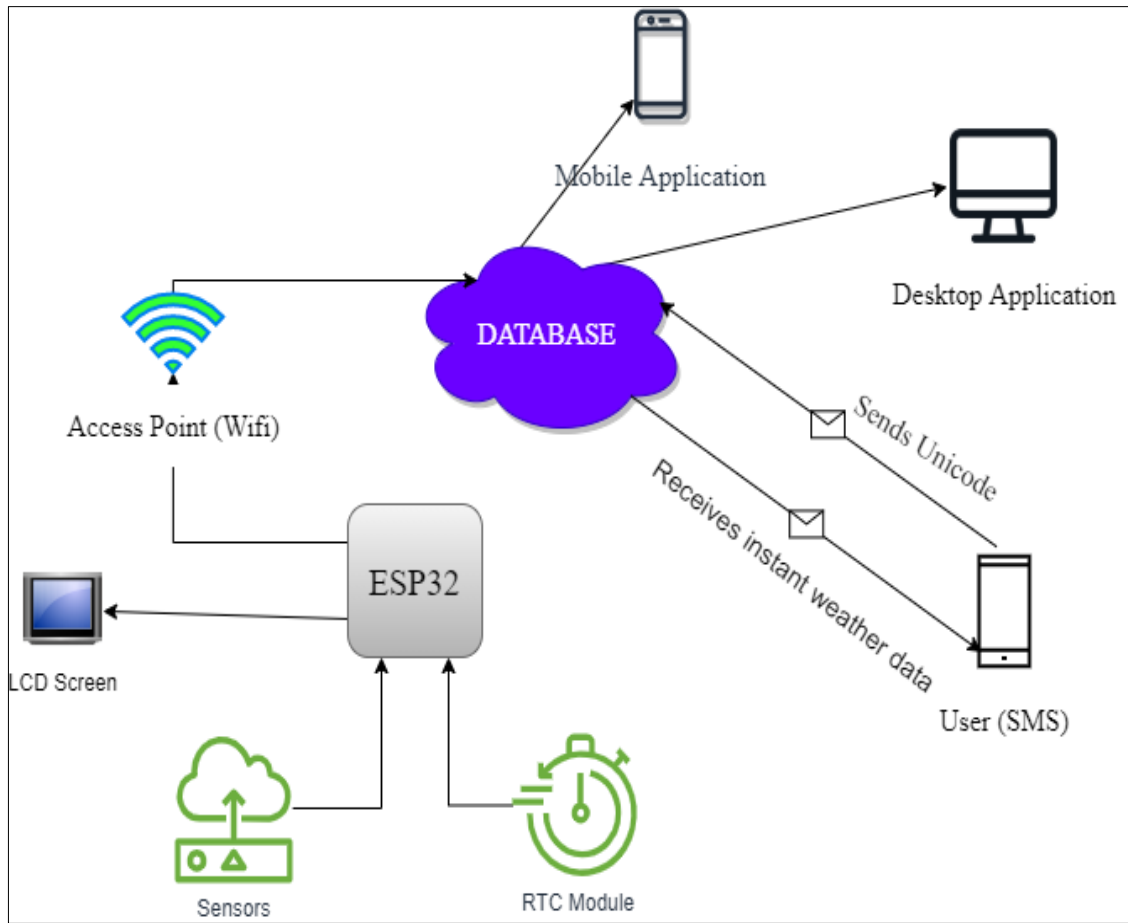 Mobile Application
Desktop Application
DATABASE
Access Point (Wifi)
Sends Unicode
Receives instant weather data
ESP32
LCD Screen
User (SMS)
Sensors
RTC Module